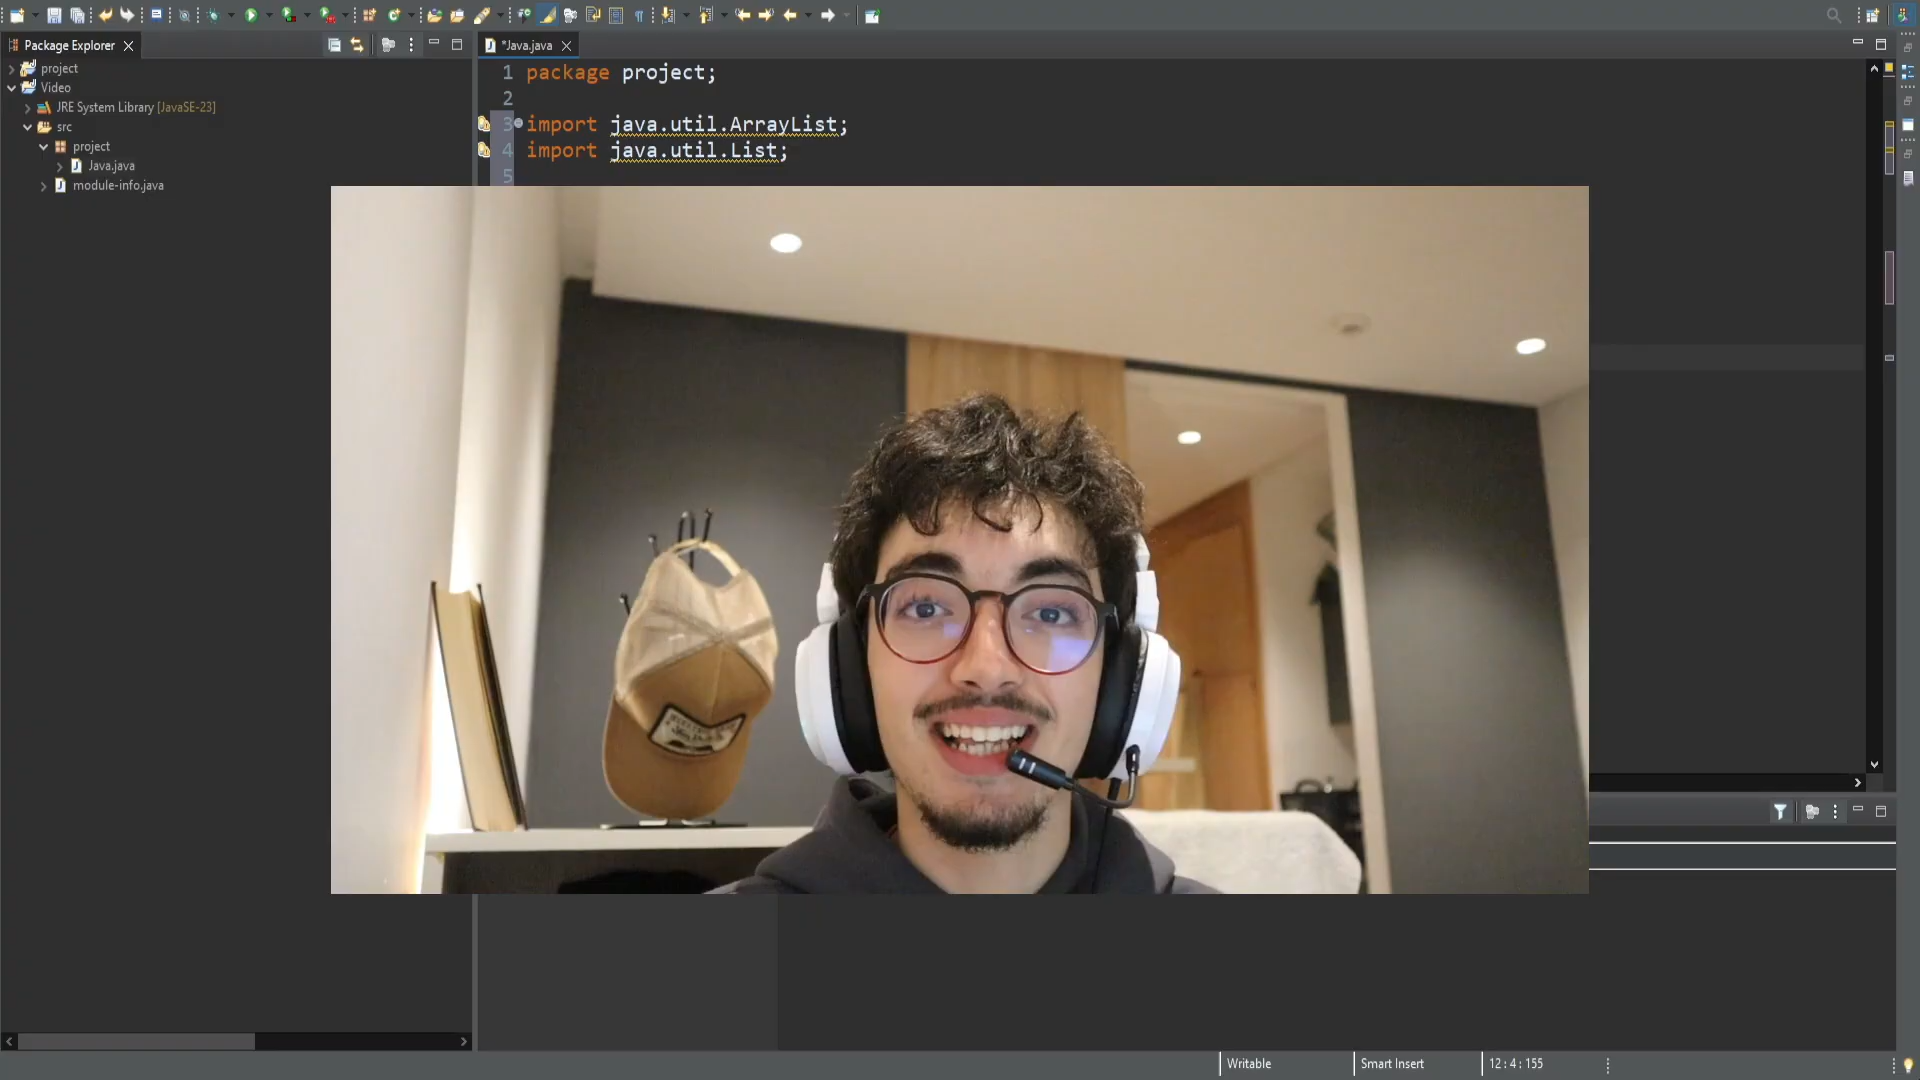 Package Explorer
*Java.java
project
Video
JRE System Library [JavaSE-23]
src
project
Java.java
module-info.java
1 package project;
2
3 import java.util.ArrayList;
4 import java.util.List;
5
Writable
Smart Insert
12 : 4 : 155